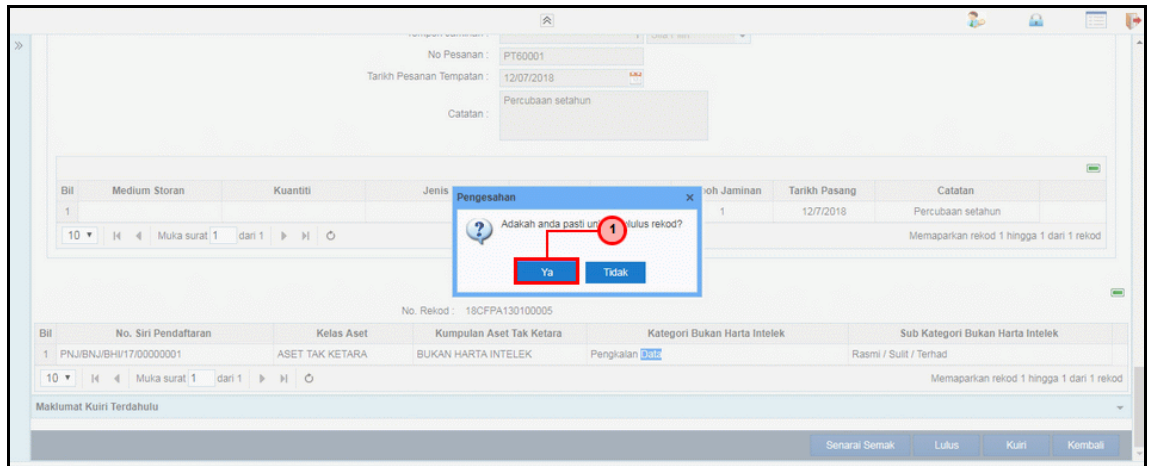 No Pesanan : PT60001
Tarikh Pesanan Tempatan : 12/07/2018
Catatan : Percubaan setahun
Bil Medium Storan Kuantiti Jenis Jaminan Tarikh Pasang Catatan
1 1 12/7/2018 Percubaan setahun
10 Muka surat 1 dari 1 Memaparkan rekod 1 hingga 1 dari 1 rekod
Pengesahan x
Adakah anda pasti rekod?
1
Ya Tidak
No. Rekod : 18CFPA130100005
Bil No. Siri Pendaftaran Kelas Aset Kumpulan Aset Tak Ketara Kategori Bukan Harta Intelek Sub Kategori Bukan Harta Intelek
1 PNJ/BNJ/BHI/17/00000001 ASET TAK KETARA BUKAN HARTA INTELEK Pengkalan Data Rasmi / Sulit / Terhad
10 Muka surat 1 dari 1 Memaparkan rekod 1 hingga 1 dari 1 rekod
Maklumat Kuiri Terdahulu
Senarai Semak Lulus Kuiri Kembali